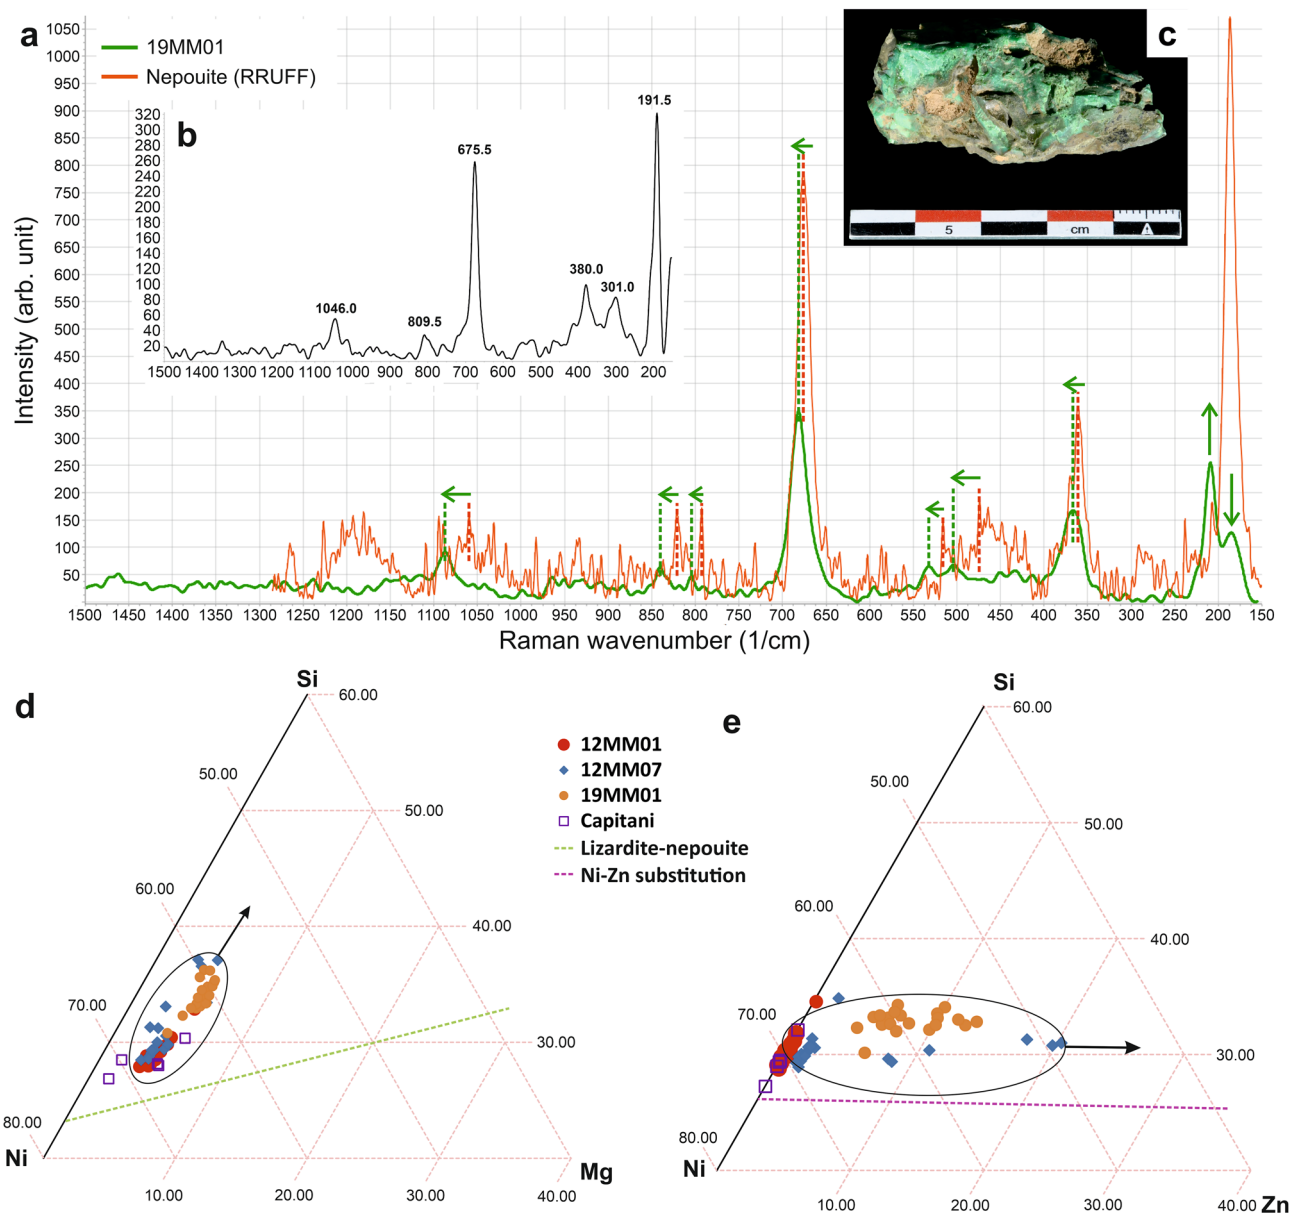 a
19MM01
Nepouite (RRUFF)
Intensity (arb. unit)
1050
1000
950
900
850
800
750
700
650
600
550
500
450
400
350
300
250
200
150
100
50
1500 1450 1400 1350 1300 1250 1200 1150 1100 1050 1000 950 900 850 800 750 700 650 600 550 500 450 400 350 300 250 200 150
Raman wavenumber (1/cm)
b
320
300
280
260
240
220
200
180
160
140
120
100
80
60
40
20
1500 1400 1300 1200 1100 1000 900 800 700 600 500 400 300 200
1046.0
809.5
675.5
380.0
301.0
191.5
c
5 cm
d
Si
60.00
50.00
50.00
60.00
40.00
70.00
30.00
80.00
Ni
Mg
10.00 20.00 30.00 40.00
12MM01
12MM07
19MM01
Capitani
Lizardite-nepouite
Ni-Zn substitution
e
Si
60.00
50.00
50.00
60.00
40.00
70.00
30.00
80.00
Ni
10.00 20.00 30.00 40.00 Zn